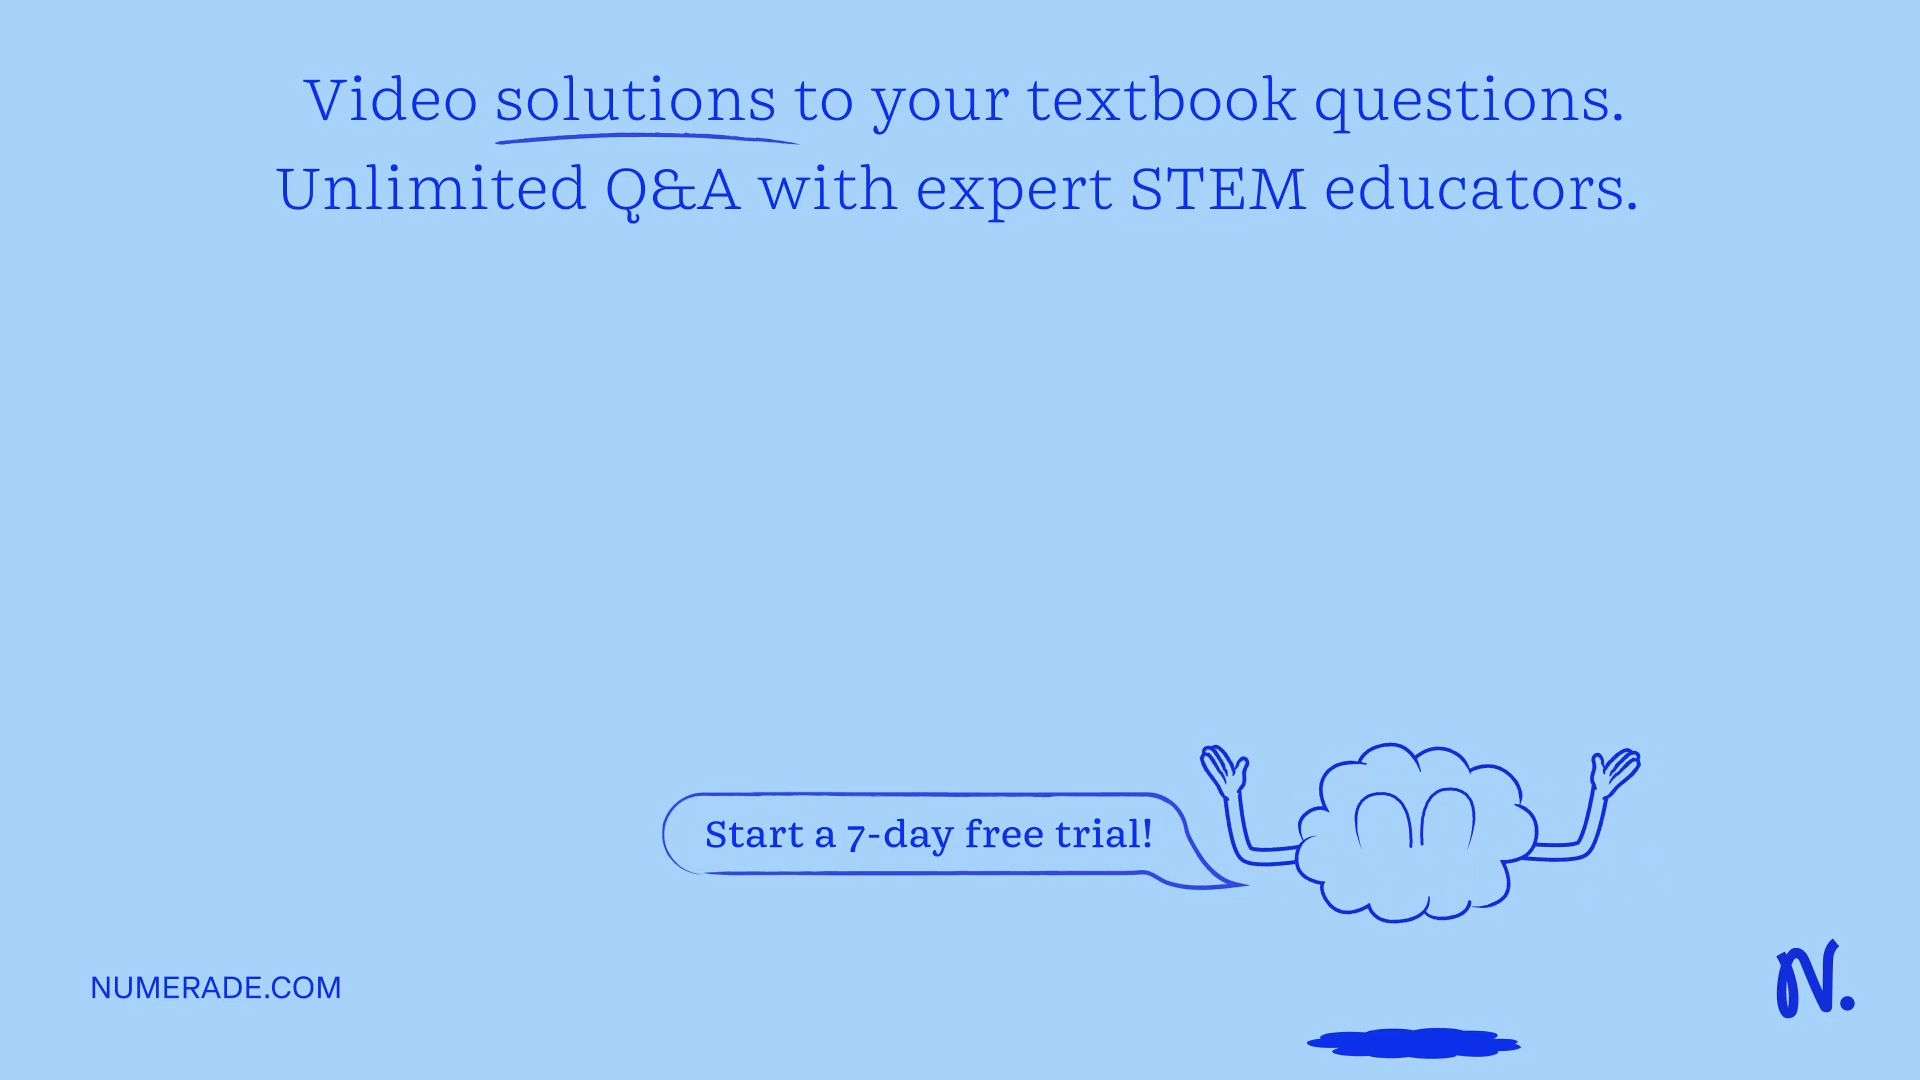 Video solutions to your textbook questions.
Unlimited Q&A with expert STEM educators.
Start a 7-day free trial!
NUMERADE.COM
N.